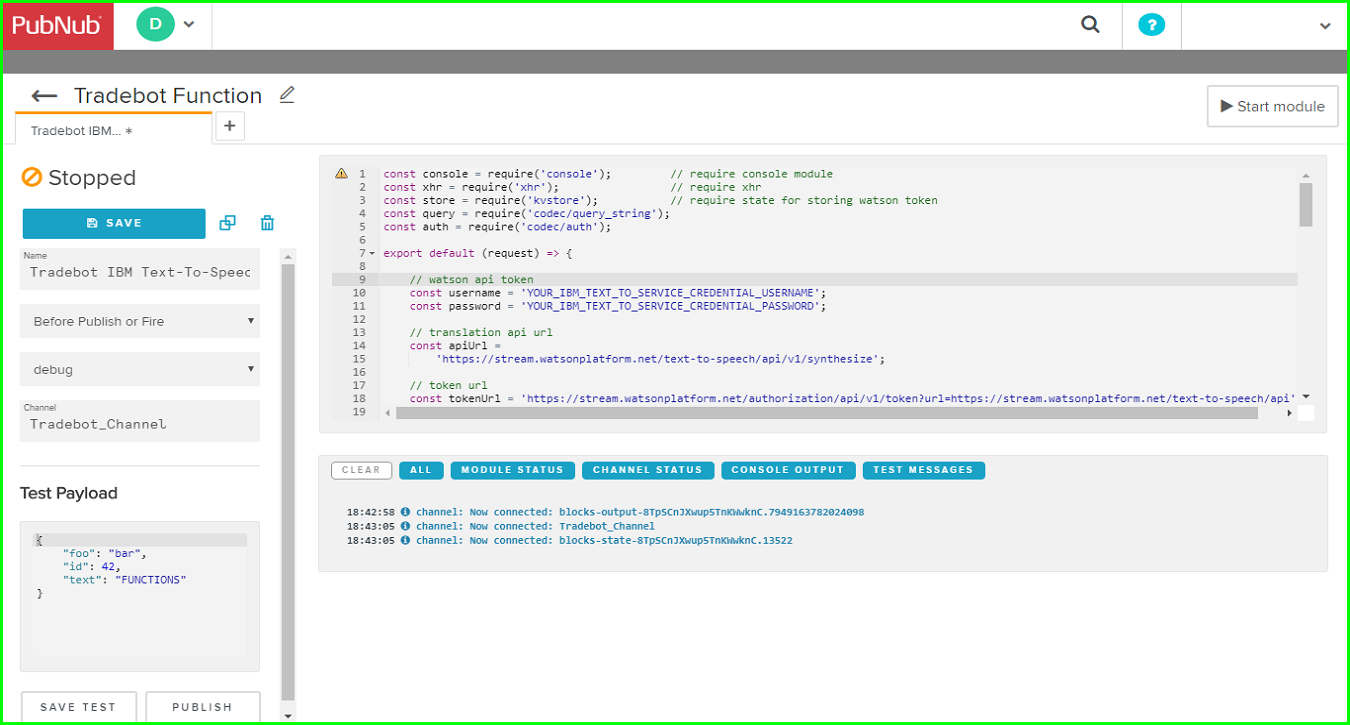 PubNub
D
?
Tradebot Function
Start module
Tradebot IBM... *
+
Stopped
SAVE
Name
Tradebot IBM Text-To-Speec
Before Publish or Fire
debug
Channel
Tradebot_Channel
Test Payload
{
"foo": "bar",
"id": 42,
"text": "FUNCTIONS"
}
SAVE TEST
PUBLISH
1 const console = require('console'); // require console module
2 const xhr = require('xhr'); // require xhr
3 const store = require('kvstore'); // require state for storing watson token
4 const query = require('codec/query_string');
5 const auth = require('codec/auth');
6
7 export default (request) => {
8
9 // watson api token
10 const username = 'YOUR_IBM_TEXT_TO_SERVICE_CREDENTIAL_USERNAME';
11 const password = 'YOUR_IBM_TEXT_TO_SERVICE_CREDENTIAL_PASSWORD';
12
13 // translation api url
14 const apiUrl =
15 'https://stream.watsonplatform.net/text-to-speech/api/v1/synthesize';
16
17 // token url
18 const tokenUrl = 'https://stream.watsonplatform.net/authorization/api/v1/token?url=https://stream.watsonplatform.net/text-to-speech/api'
19
CLEAR ALL MODULE STATUS CHANNEL STATUS CONSOLE OUTPUT TEST MESSAGES
18:42:58 channel: Now connected: blocks-output-8TpSCnJXwup5TnKWwknC.7949163782024098
18:43:05 channel: Now connected: Tradebot_Channel
18:43:05 channel: Now connected: blocks-state-8TpSCnJXwup5TnKWwknC.13522